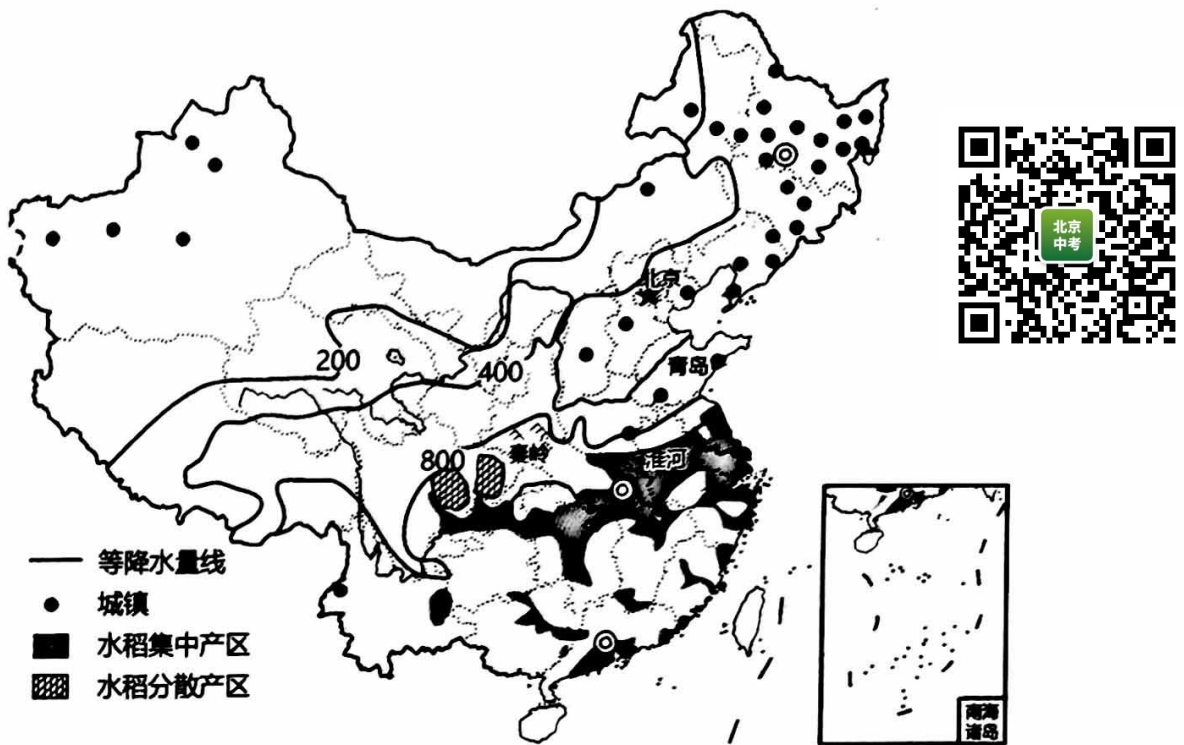 北京
中考
北京
青岛
200
400
800
秦岭
淮河
等降水量线
城镇
水稻集中产区
水稻分散产区
南海
诸岛